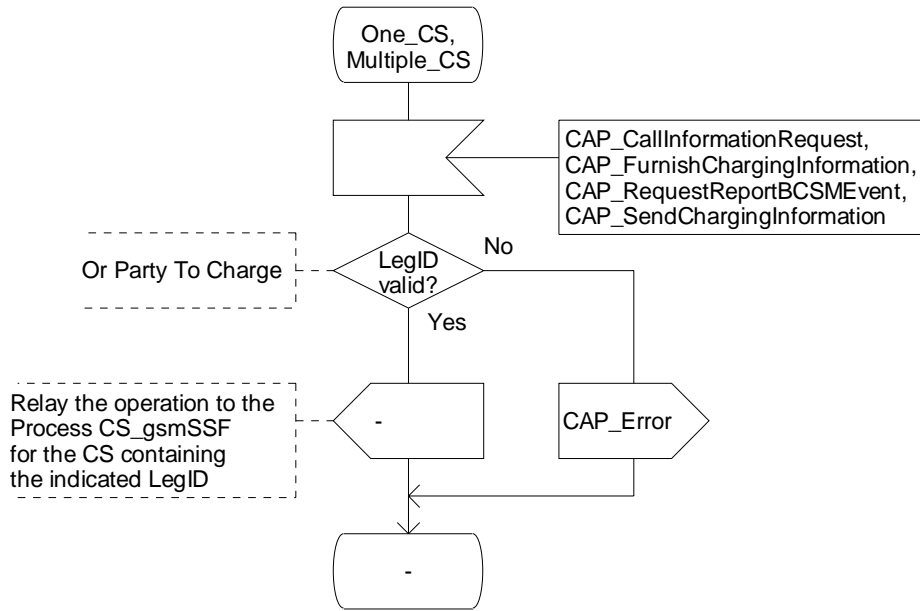 One_CS,
Multiple_CS
CAP_CallInformationRequest,
CAP_FurnishChargingInformation,
CAP_RequestReportBCSMEvent,
CAP_SendChargingInformation
Or Party To Charge
LegID
valid?
No
Yes
Relay the operation to the
Process CS_gsmSSF
for the CS containing
the indicated LegID
-
CAP_Error
-